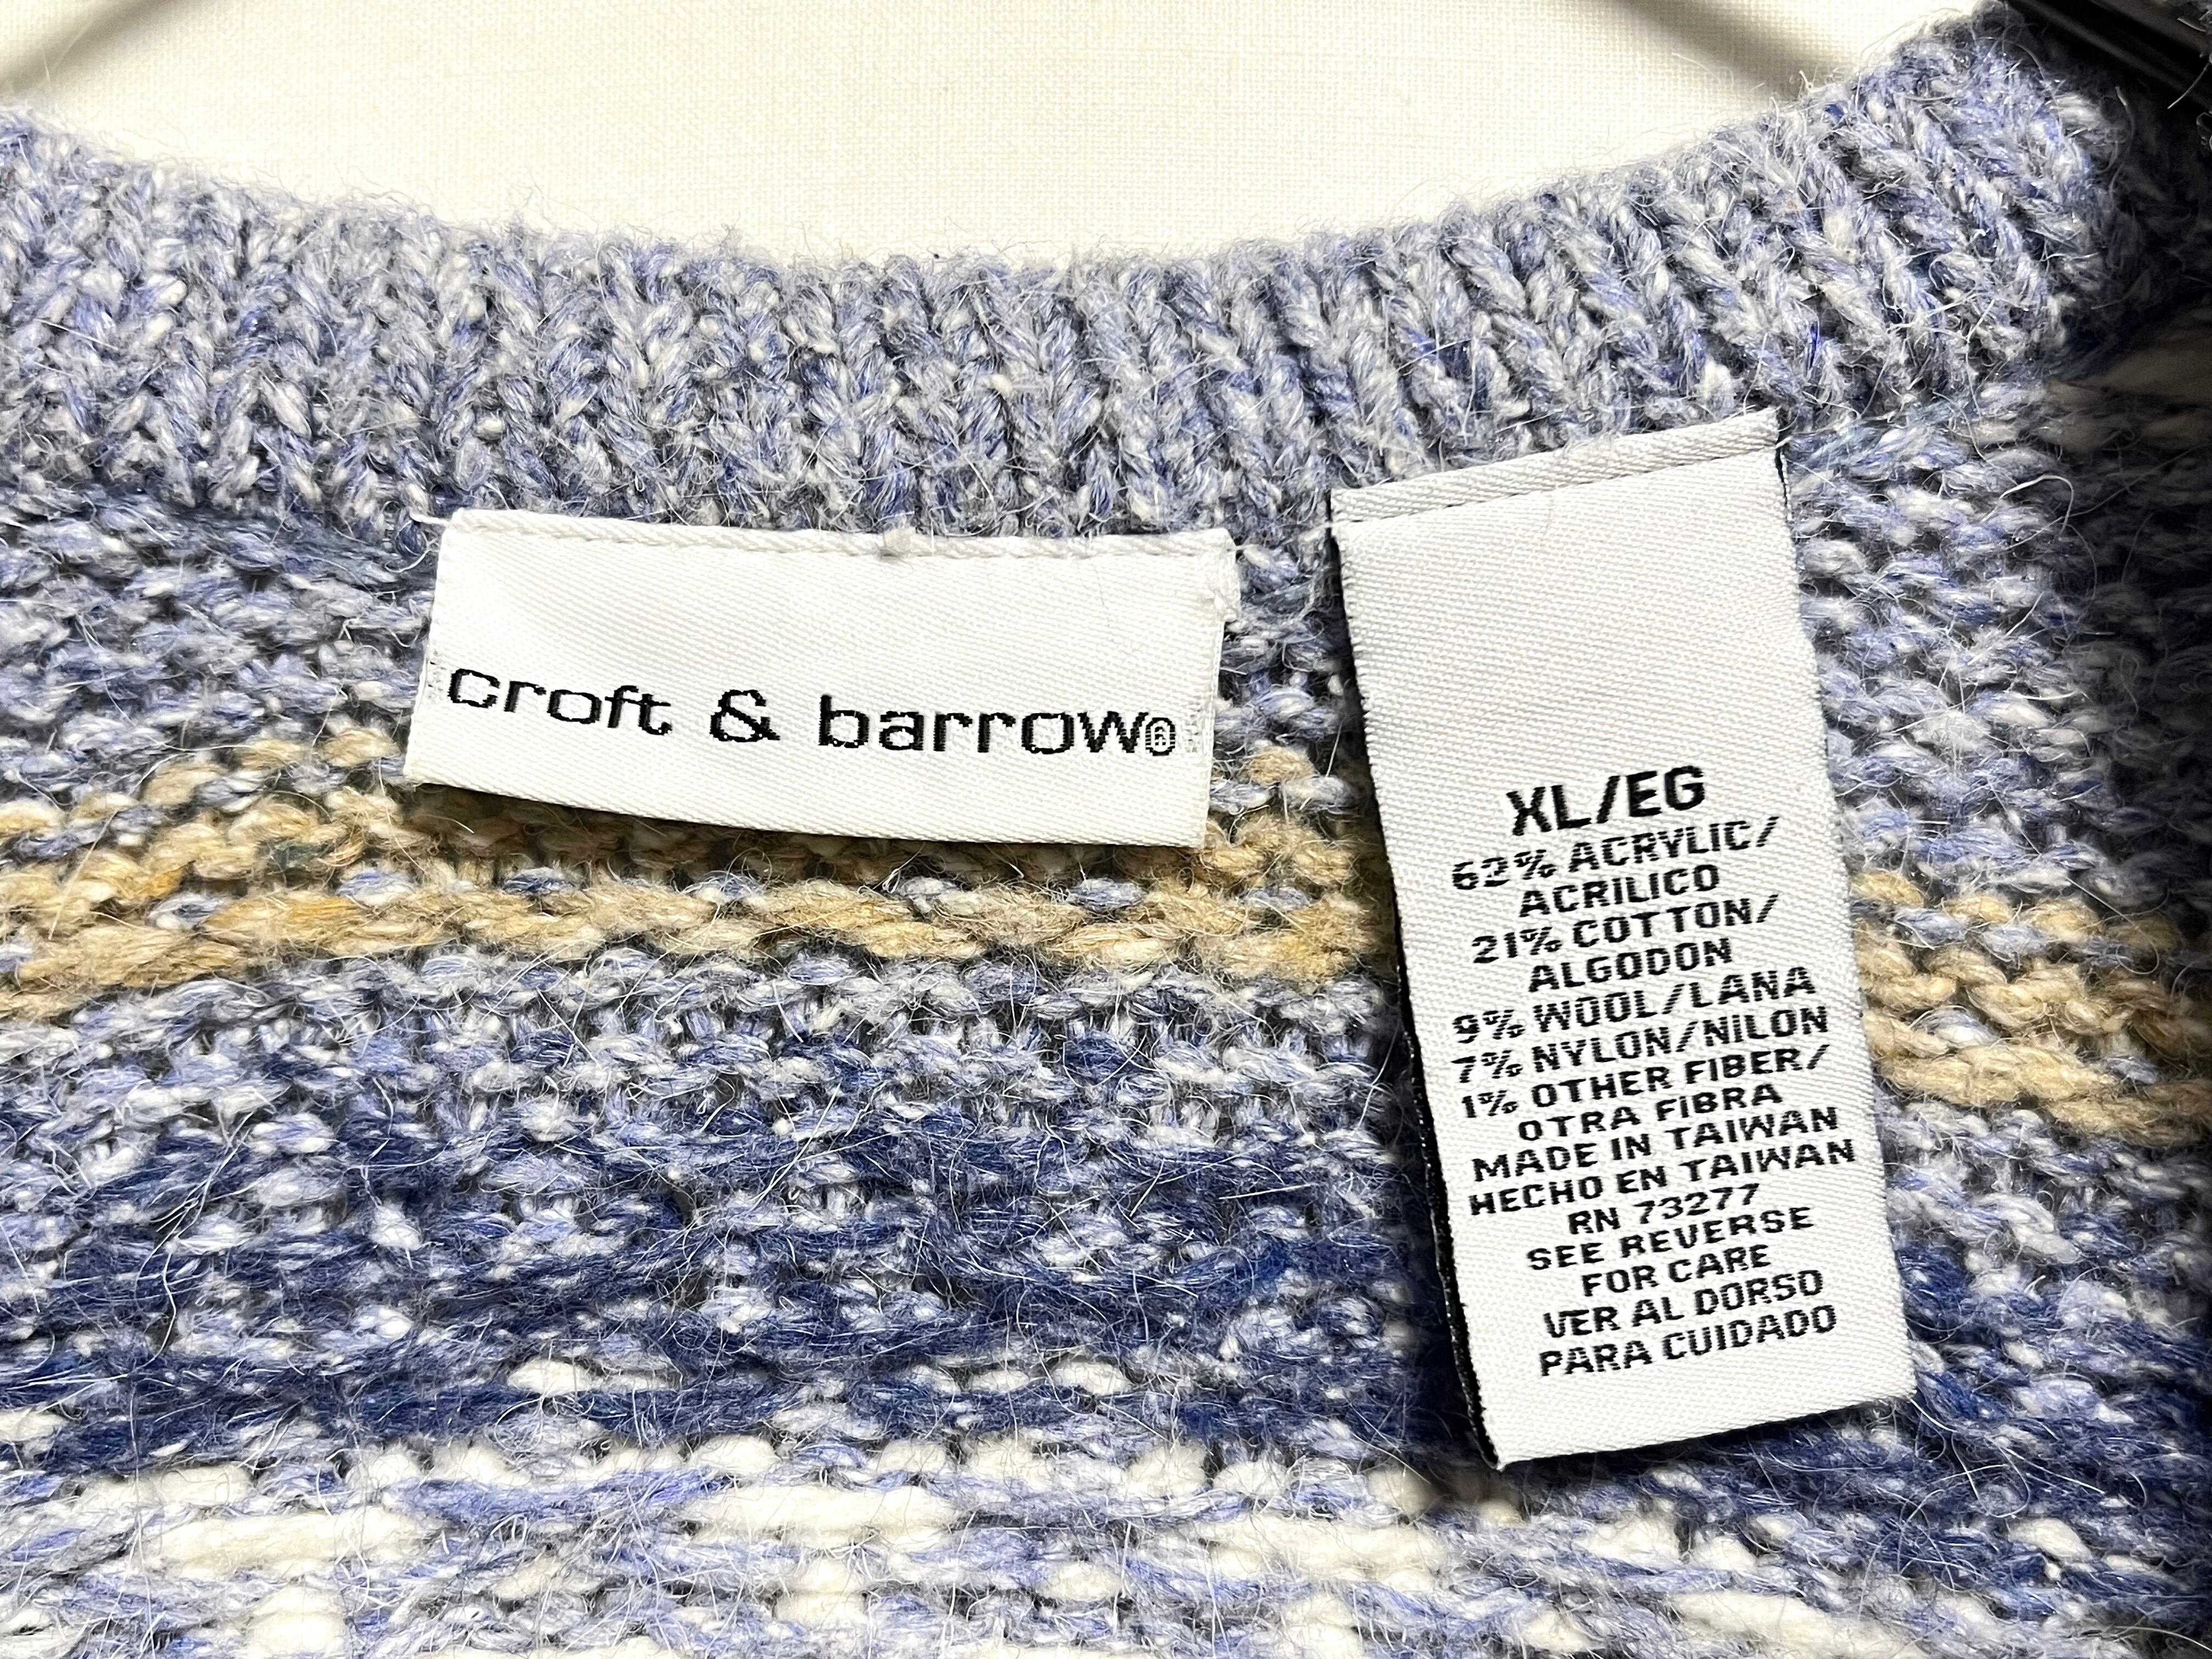 croft & barrow®
XL/EG
62% ACRYLIC/
ACRILICO
21% COTTON/
ALGODON
9% WOOL/LANA
7% NYLON/NILON
1% OTHER FIBER/
OTRA FIBRA
MADE IN TAIWAN
HECHO EN TAIWAN
RN 73277
SEE REVERSE
FOR CARE
VER AL DORSO
PARA CUIDADO